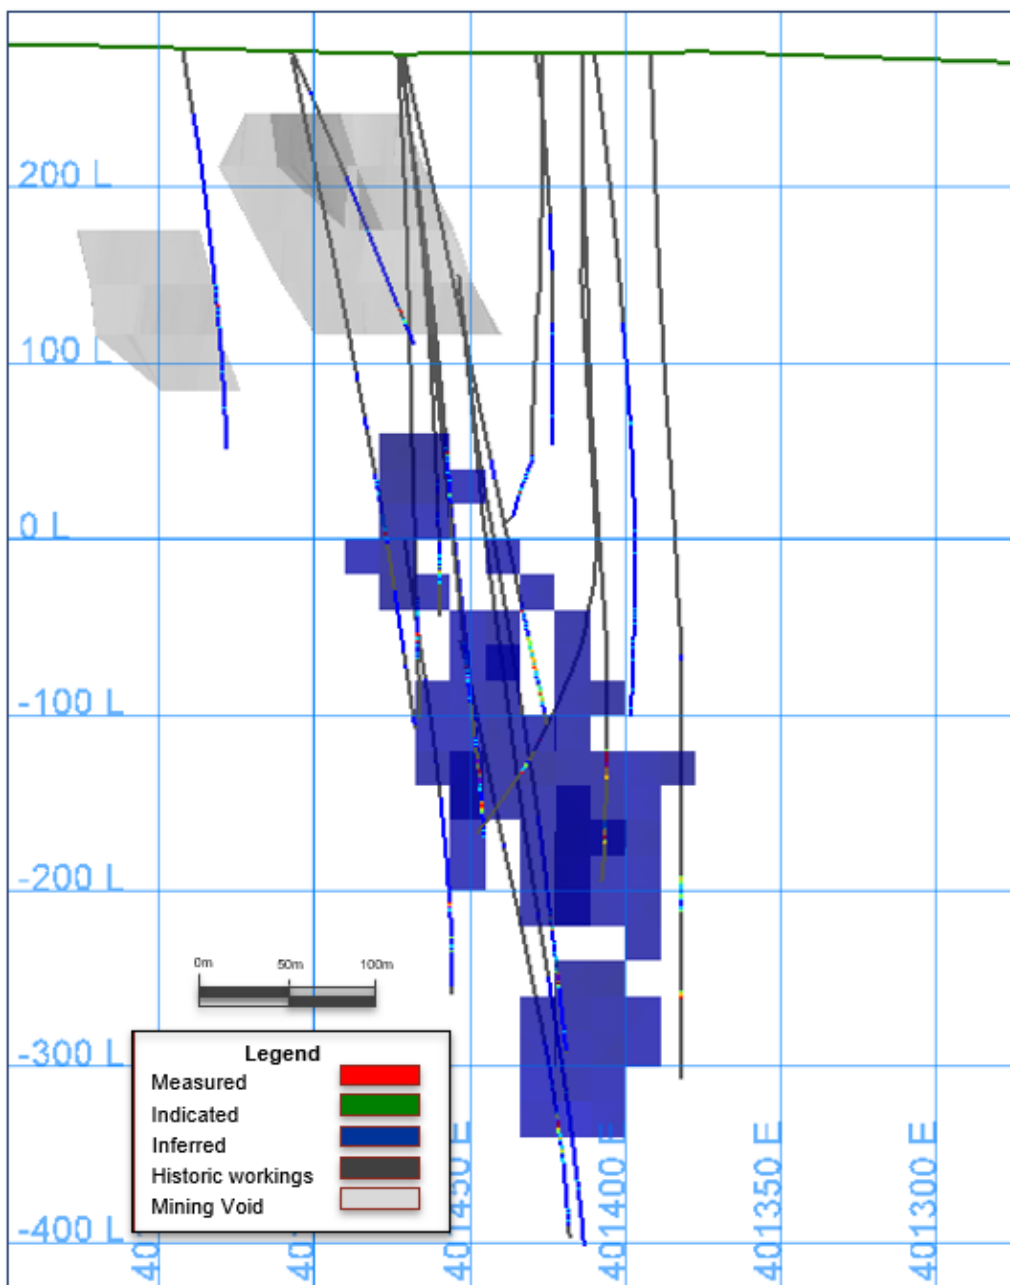 200 L
100 L
0 L
-100 L
-200 L
0m 50m 100m
-300 L
Legend
Measured
Indicated
Inferred
Historic workings
Mining Void
-400 L
401400 E
401350 E
401300 E